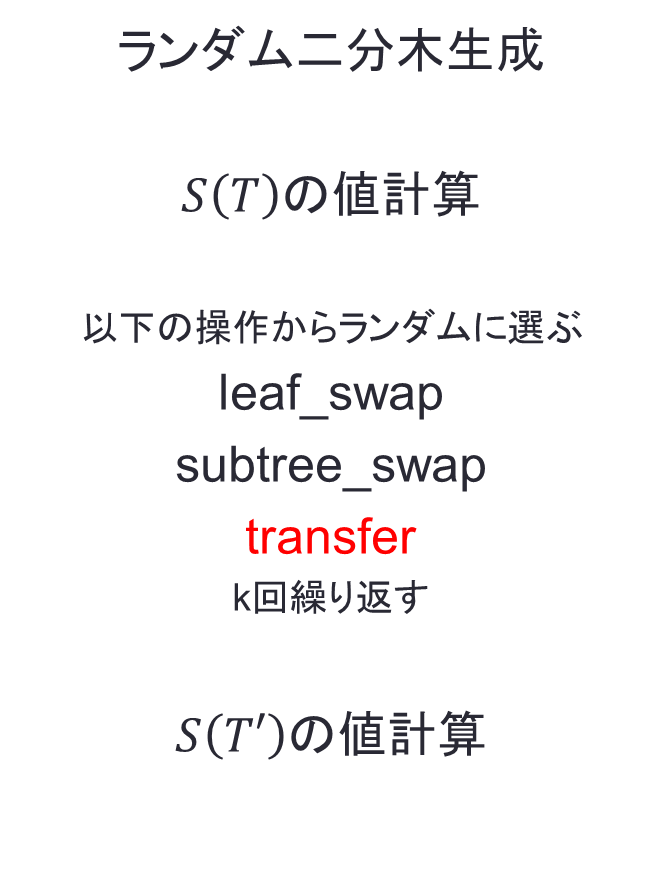 ランダム二分木生成
S(T)の値計算
以下の操作からランダムに選ぶ
leaf_swap
subtree_swap
transfer
k回繰り返す
S(T′)の値計算